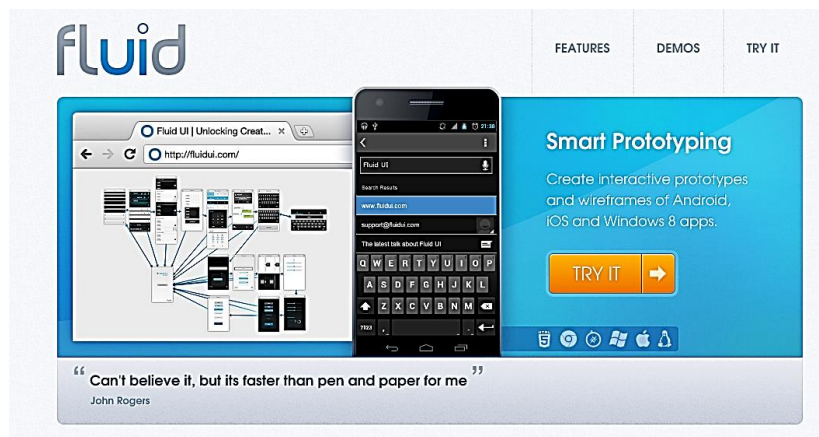 fluid
FEATURES
DEMOS
TRY IT
Fluid UI | Unlocking Creat...
http://fluidui.com/
21:38
Fluid UI
Search Results
www.fluidui.com
support@fluidui.com
The latest talk about Fluid UI
Q W E R T Y U I O P
A S D F G H J K L
Z X C V B N M
?123 , .
Smart Prototyping
Create interactive prototypes
and wireframes of Android,
iOS and Windows 8 apps.
TRY IT
5
“ Can't believe it, but its faster than pen and paper for me ”
John Rogers